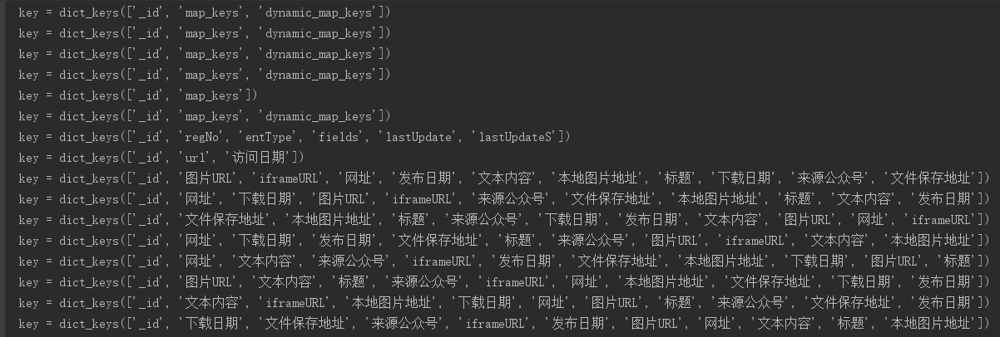 key = dict_keys(['_id', 'map_keys', 'dynamic_map_keys'])
key = dict_keys(['_id', 'map_keys', 'dynamic_map_keys'])
key = dict_keys(['_id', 'map_keys', 'dynamic_map_keys'])
key = dict_keys(['_id', 'map_keys', 'dynamic_map_keys'])
key = dict_keys(['_id', 'map_keys'])
key = dict_keys(['_id', 'map_keys', 'dynamic_map_keys'])
key = dict_keys(['_id', 'regNo', 'entType', 'fields', 'lastUpdate', 'lastUpdateS'])
key = dict_keys(['_id', 'url', '访问日期'])
key = dict_keys(['_id', '图片URL', 'iframeURL', '网址', '发布日期', '文本内容', '本地图片地址', '标题', '下载日期', '来源公众号', '文件保存地址'])
key = dict_keys(['_id', '网址', '下载日期', '图片URL', 'iframeURL', '来源公众号', '文件保存地址', '本地图片地址', '标题', '文本内容', '发布日期'])
key = dict_keys(['_id', '文件保存地址', '本地图片地址', '标题', '来源公众号', '下载日期', '发布日期', '文本内容', '图片URL', '网址', 'iframeURL'])
key = dict_keys(['_id', '网址', '下载日期', '发布日期', '文件保存地址', '标题', '来源公众号', '图片URL', 'iframeURL', '文本内容', '本地图片地址'])
key = dict_keys(['_id', '网址', '文本内容', '来源公众号', 'iframeURL', '发布日期', '文件保存地址', '本地图片地址', '下载日期', '图片URL', '标题'])
key = dict_keys(['_id', '图片URL', '文本内容', '标题', '来源公众号', 'iframeURL', '网址', '本地图片地址', '文件保存地址', '下载日期', '发布日期'])
key = dict_keys(['_id', '文本内容', 'iframeURL', '本地图片地址', '下载日期', '网址', '图片URL', '标题', '来源公众号', '文件保存地址', '发布日期'])
key = dict_keys(['_id', '下载日期', '文件保存地址', '来源公众号', 'iframeURL', '发布日期', '图片URL', '网址', '文本内容', '标题', '本地图片地址'])